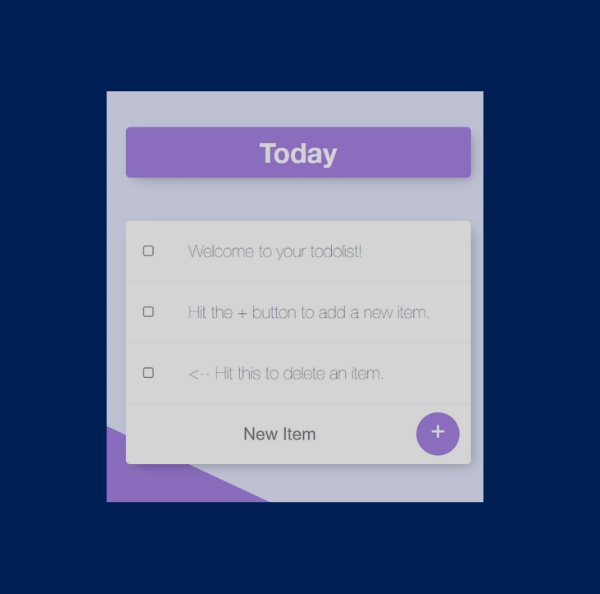 Today
Welcome to your todolist!
Hit the + button to add a new item.
<-- Hit this to delete an item.
New Item
+